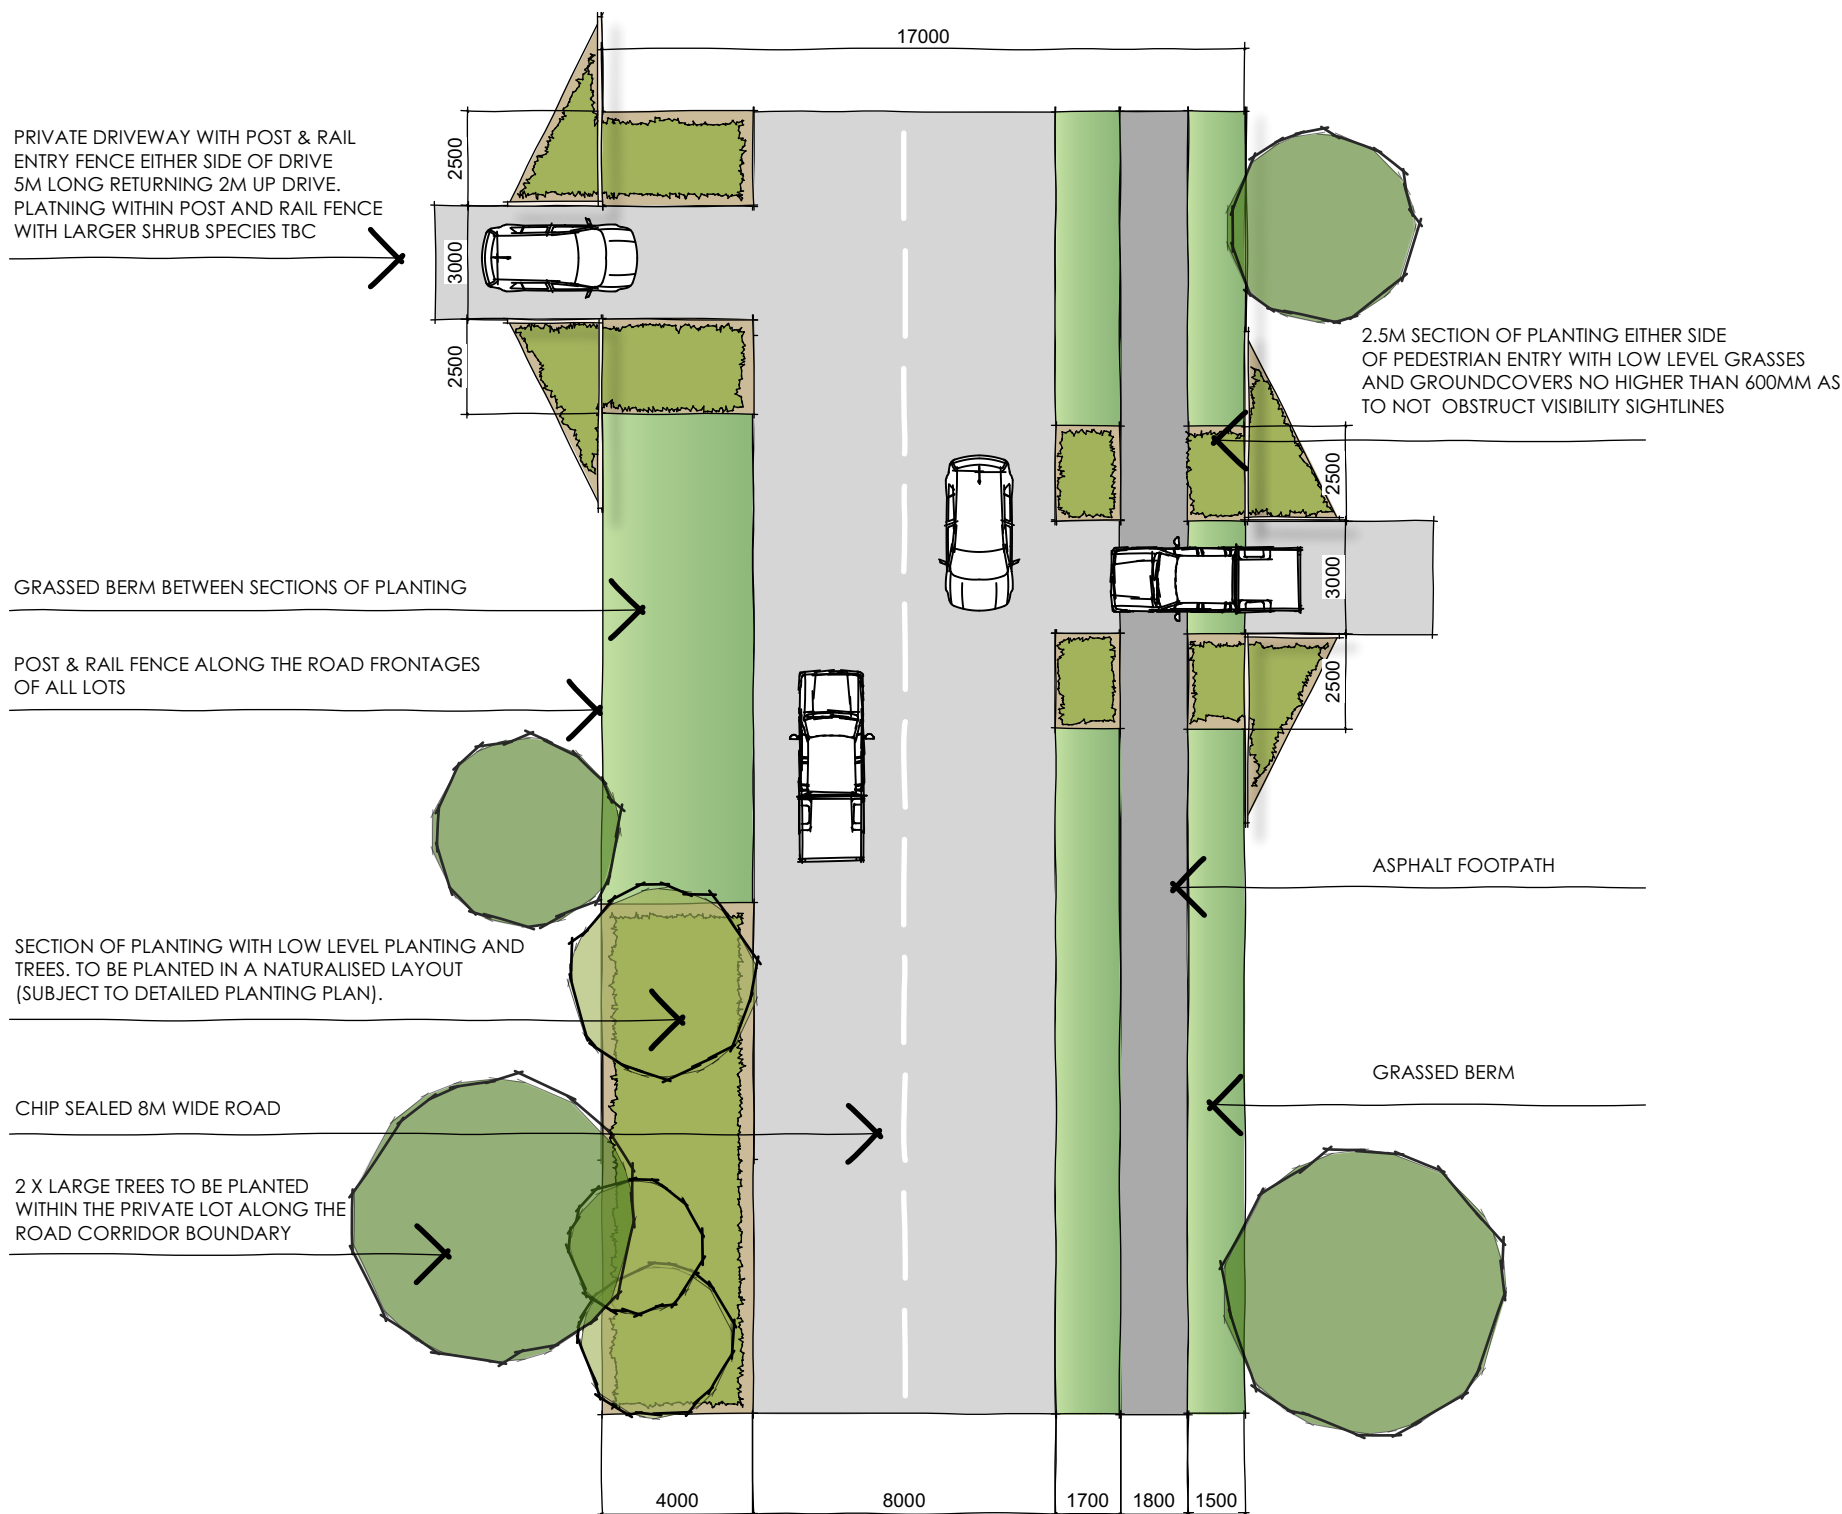 17000
PRIVATE DRIVEWAY WITH POST & RAIL
ENTRY FENCE EITHER SIDE OF DRIVE
5M LONG RETURNING 2M UP DRIVE.
PLATNING WITHIN POST AND RAIL FENCE
WITH LARGER SHRUB SPECIES TBC
2500
3000
2500
2.5M SECTION OF PLANTING EITHER SIDE
OF PEDESTRIAN ENTRY WITH LOW LEVEL GRASSES
AND GROUNDCOVERS NO HIGHER THAN 600MM AS
TO NOT OBSTRUCT VISIBILITY SIGHTLINES
2500
3000
2500
GRASSED BERM BETWEEN SECTIONS OF PLANTING
POST & RAIL FENCE ALONG THE ROAD FRONTAGES
OF ALL LOTS
ASPHALT FOOTPATH
SECTION OF PLANTING WITH LOW LEVEL PLANTING AND
TREES. TO BE PLANTED IN A NATURALISED LAYOUT
(SUBJECT TO DETAILED PLANTING PLAN).
GRASSED BERM
CHIP SEALED 8M WIDE ROAD
2 X LARGE TREES TO BE PLANTED
WITHIN THE PRIVATE LOT ALONG THE
ROAD CORRIDOR BOUNDARY
4000
8000
1700
1800
1500